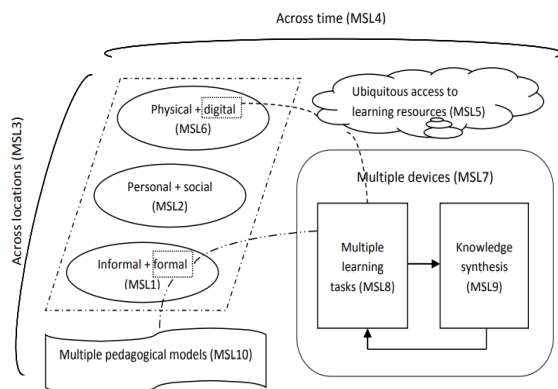 Across time (MSL4)
Across locations (MSL3)
Physical + digital
(MSL6)
Ubiquitous access to
learning resources (MSL5)
Personal + social
(MSL2)
Multiple devices (MSL7)
Informal + formal
(MSL1)
Multiple
learning
tasks (MSL8)
Knowledge
synthesis
(MSL9)
Multiple pedagogical models (MSL10)